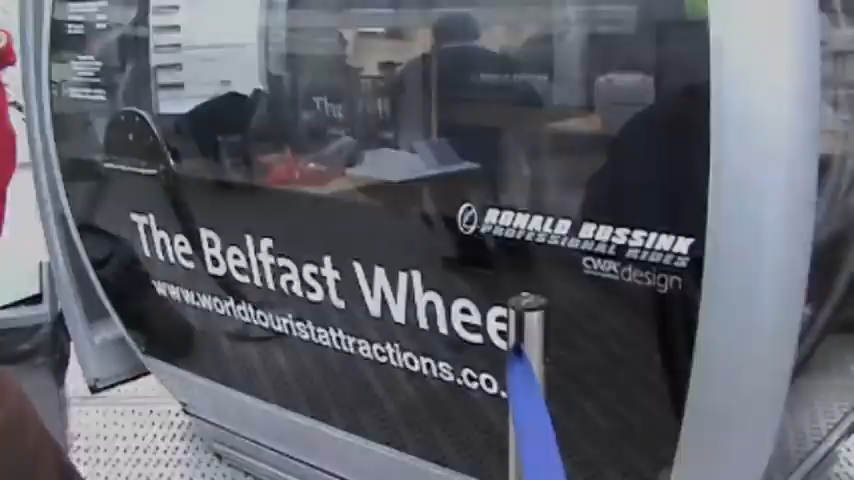 The Belfast Whee
www.worldtouristattractions.co.
RONALD BUSSINK
PROFESSIONAL RIDES
CWA design